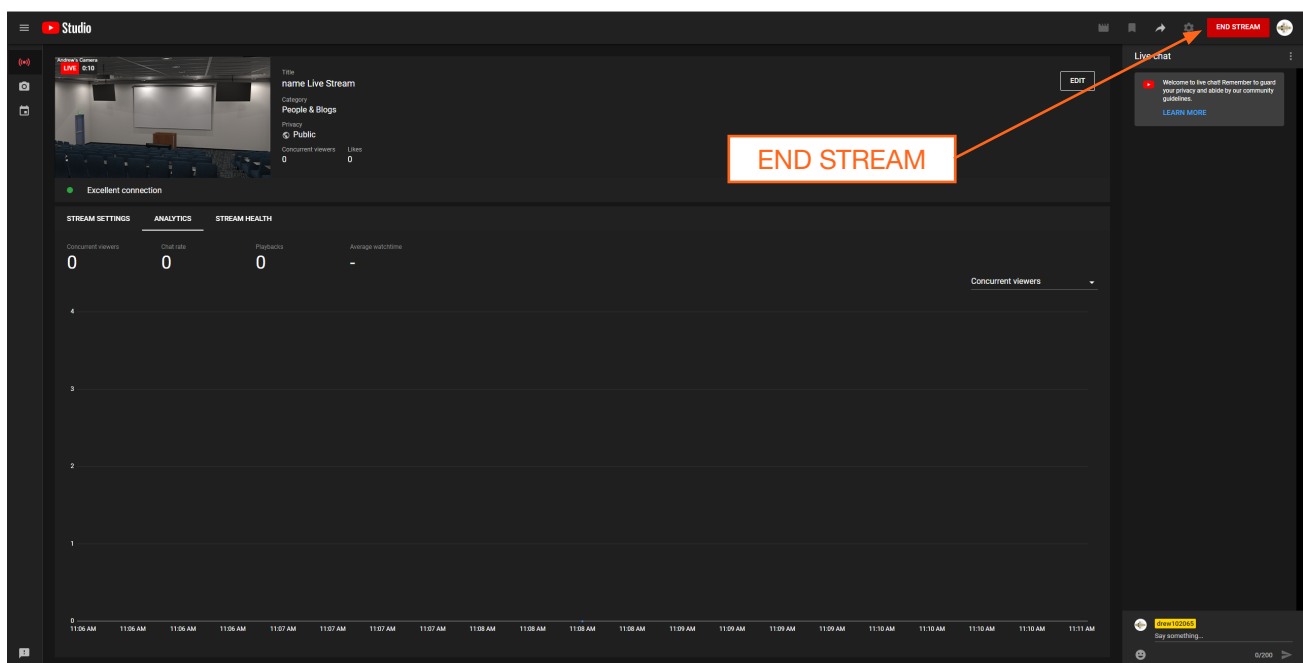 Studio
END STREAM
Andrew's Camera
LIVE 0:10
Title
name Live Stream
Category
People & Blogs
Privacy
Public
Concurrent viewers Likes
0 0
EDIT
Excellent connection
END STREAM
STREAM SETTINGS ANALYTICS STREAM HEALTH
Concurrent viewers Chat rate Playbacks Average watchtime
0 0 0 -
Concurrent viewers
4
3
2
1
0
11:06 AM 11:06 AM 11:06 AM 11:06 AM 11:07 AM 11:07 AM 11:07 AM 11:07 AM 11:08 AM 11:08 AM 11:08 AM 11:08 AM 11:09 AM 11:09 AM 11:09 AM 11:09 AM 11:10 AM 11:10 AM 11:10 AM 11:10 AM 11:11 AM
Live chat
Welcome to live chat! Remember to guard
your privacy and abide by our community
guidelines.
LEARN MORE
drew102065
Say something...
0/200